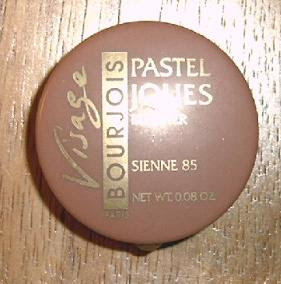 Visage
BOURJOIS
PARIS
PASTEL
JOUES
SIENNE 85
NET WT. 0.08 OZ.